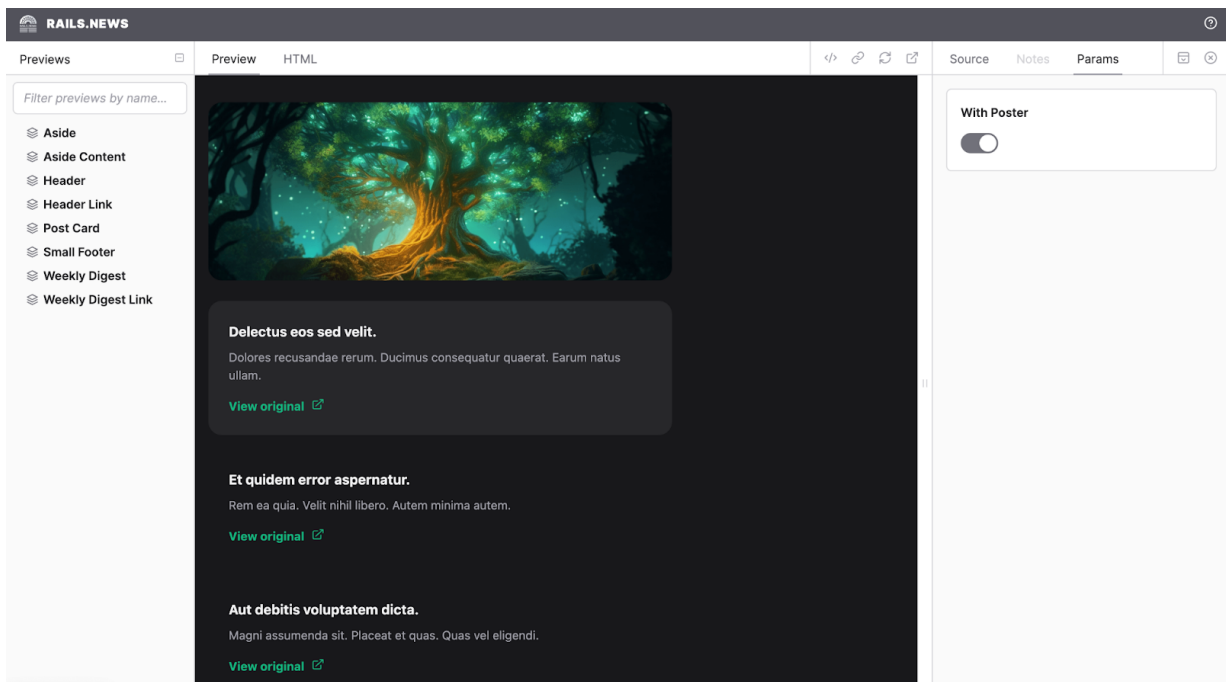 RAILS.NEWS
Previews
Filter previews by name...
Aside
Aside Content
Header
Header Link
Post Card
Small Footer
Weekly Digest
Weekly Digest Link
Preview HTML
Delectus eos sed velit.
Dolores recusandae rerum. Ducimus consequatur quaerat. Earum natus
ullam.
View original
Et quidem error aspernatur.
Rem ea quia. Velit nihil libero. Autem minima autem.
View original
Aut debitis voluptatem dicta.
Magni assumenda sit. Placeat et quas. Quas vel eligendi.
View original
Source Notes Params
With Poster